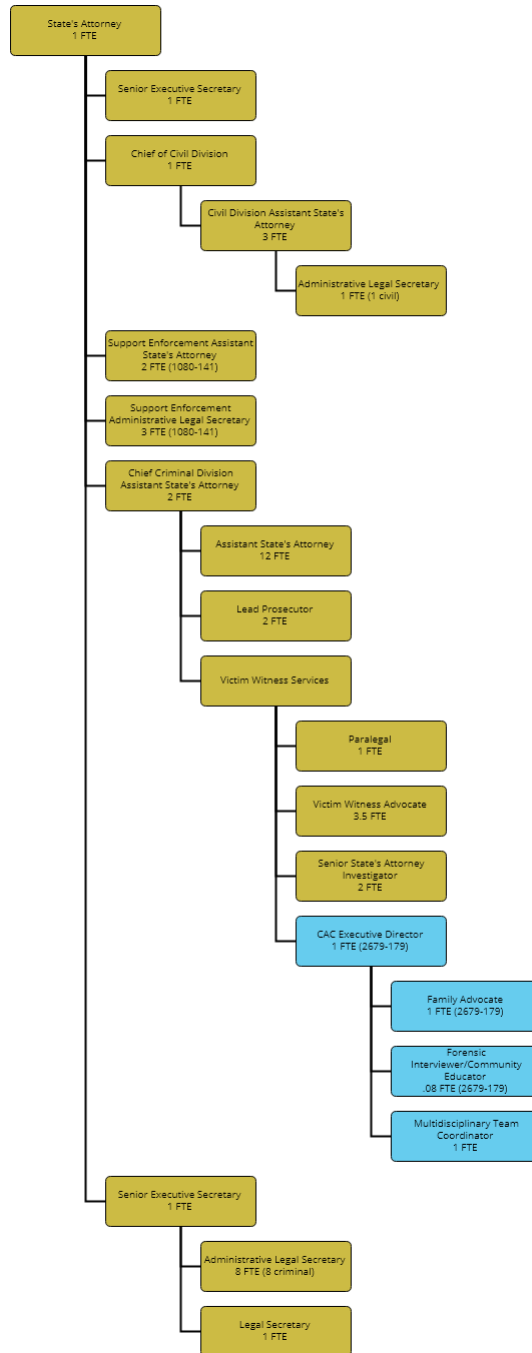 State's Attorney
1 FTE
Senior Executive Secretary
1 FTE
Chief of Civil Division
1 FTE
Civil Division Assistant State's
Attorney
3 FTE
Administrative Legal Secretary
1 FTE (1 civil)
Support Enforcement Assistant
State's Attorney
2 FTE (1080-141)
Support Enforcement
Administrative Legal Secretary
3 FTE (1080-141)
Chief Criminal Division
Assistant State's Attorney
2 FTE
Assistant State's Attorney
12 FTE
Lead Prosecutor
2 FTE
Victim Witness Services
Paralegal
1 FTE
Victim Witness Advocate
3.5 FTE
Senior State's Attorney
Investigator
2 FTE
CAC Executive Director
1 FTE (2679-179)
Family Advocate
1 FTE (2679-179)
Forensic
Interviewer/Community
Educator
.08 FTE (2679-179)
Multidisciplinary Team
Coordinator
1 FTE
Senior Executive Secretary
1 FTE
Administrative Legal Secretary
8 FTE (8 criminal)
Legal Secretary
1 FTE